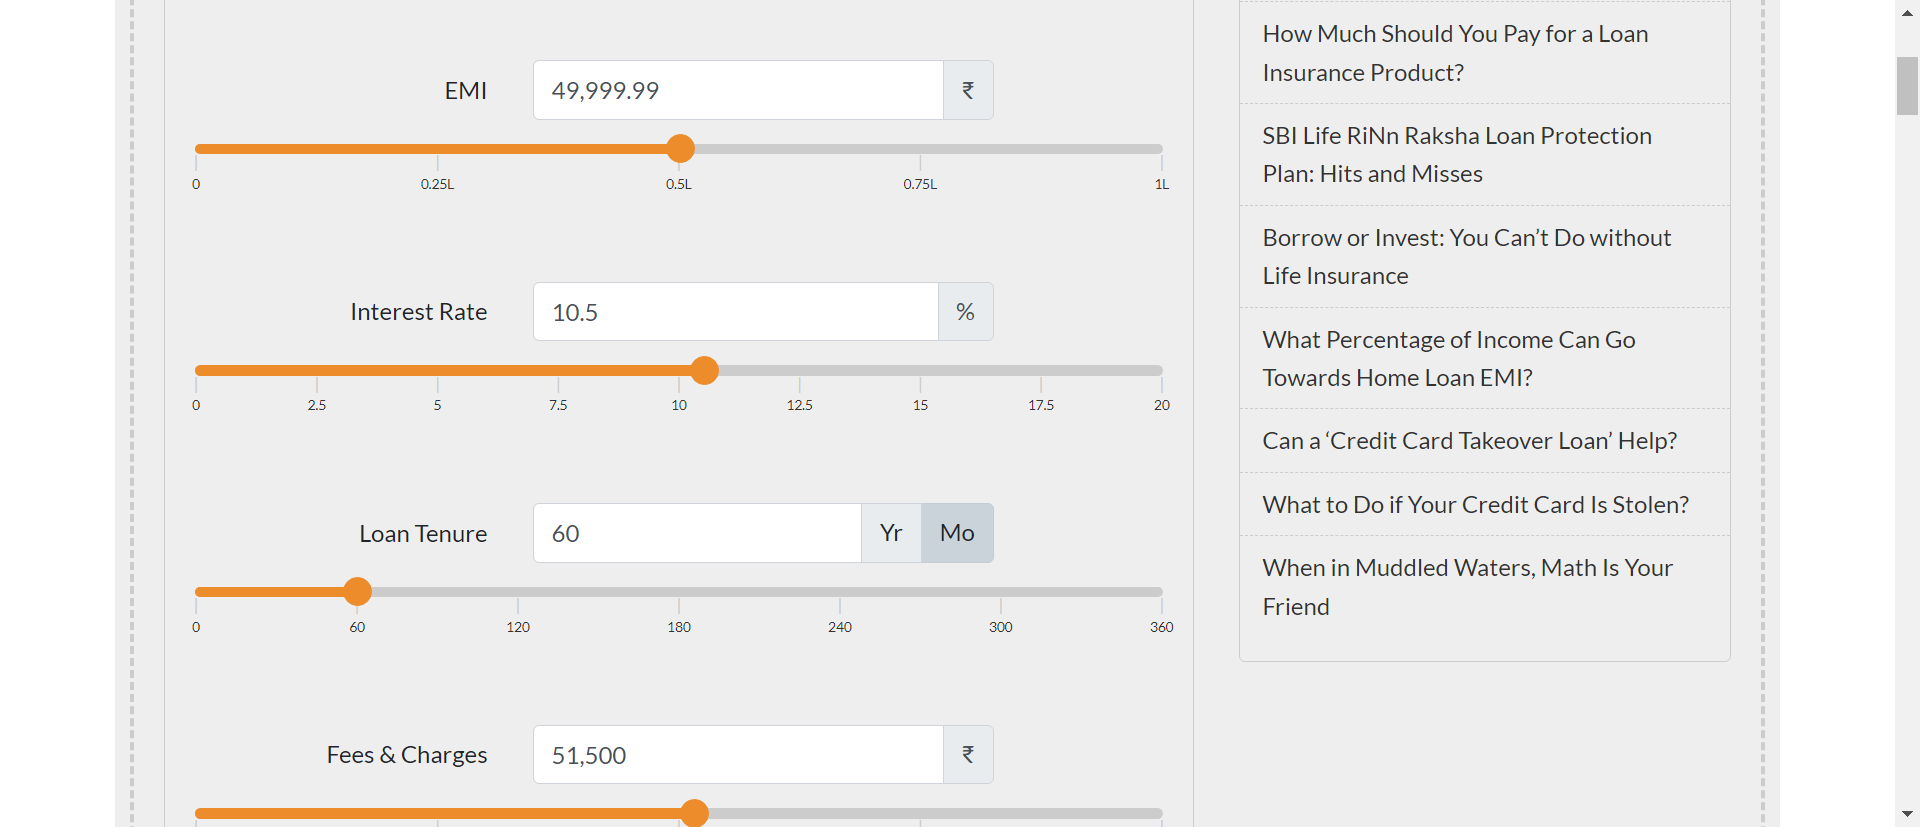 EMI
49,999.99
₹
0
0.25L
0.5L
0.75L
1L
Interest Rate
10.5
%
0
2.5
5
7.5
10
12.5
15
17.5
20
Loan Tenure
60
Yr
Mo
0
60
120
180
240
300
360
Fees & Charges
51,500
₹
How Much Should You Pay for a Loan
Insurance Product?
SBI Life RiNn Raksha Loan Protection
Plan: Hits and Misses
Borrow or Invest: You Can’t Do without
Life Insurance
What Percentage of Income Can Go
Towards Home Loan EMI?
Can a ‘Credit Card Takeover Loan’ Help?
What to Do if Your Credit Card Is Stolen?
When in Muddled Waters, Math Is Your
Friend